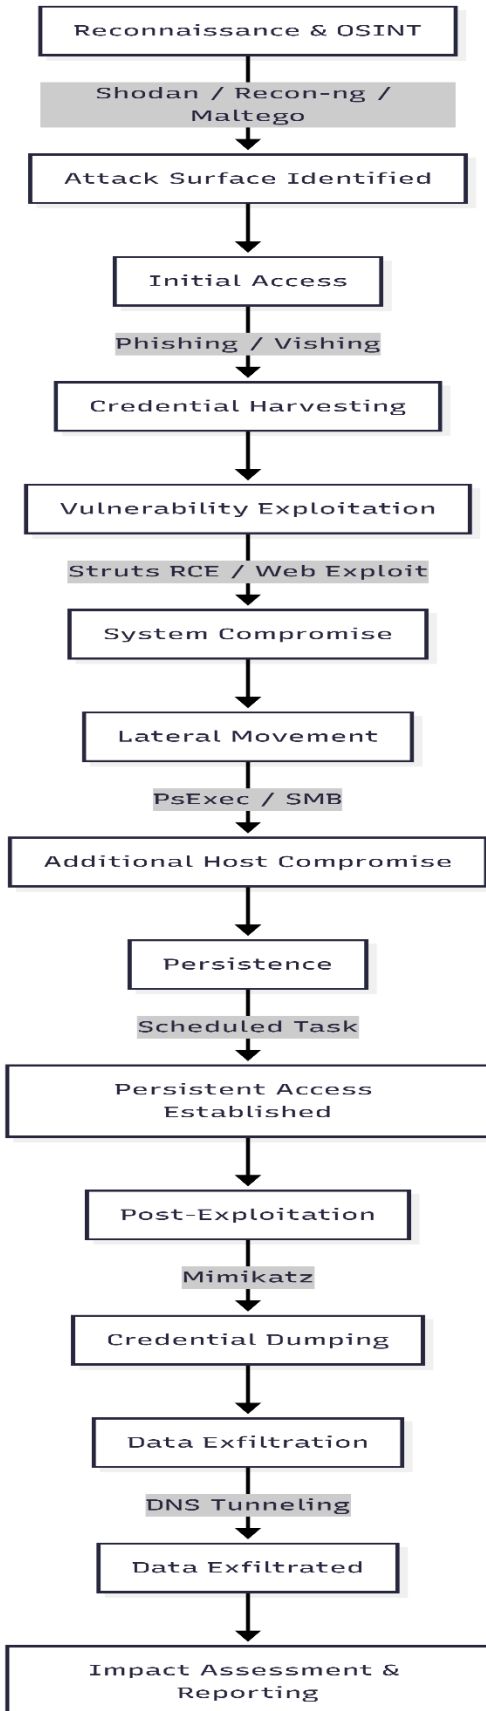 Reconnaissance & OSINT
Shodan / Recon-ng /
Maltego
Attack Surface Identified
Initial Access
Phishing / Vishing
Credential Harvesting
Vulnerability Exploitation
Struts RCE / Web Exploit
System Compromise
Lateral Movement
PsExec / SMB
Additional Host Compromise
Persistence
Scheduled Task
Persistent Access
Established
Post-Exploitation
Mimikatz
Credential Dumping
Data Exfiltration
DNS Tunneling
Data Exfiltrated
Impact Assessment &
Reporting